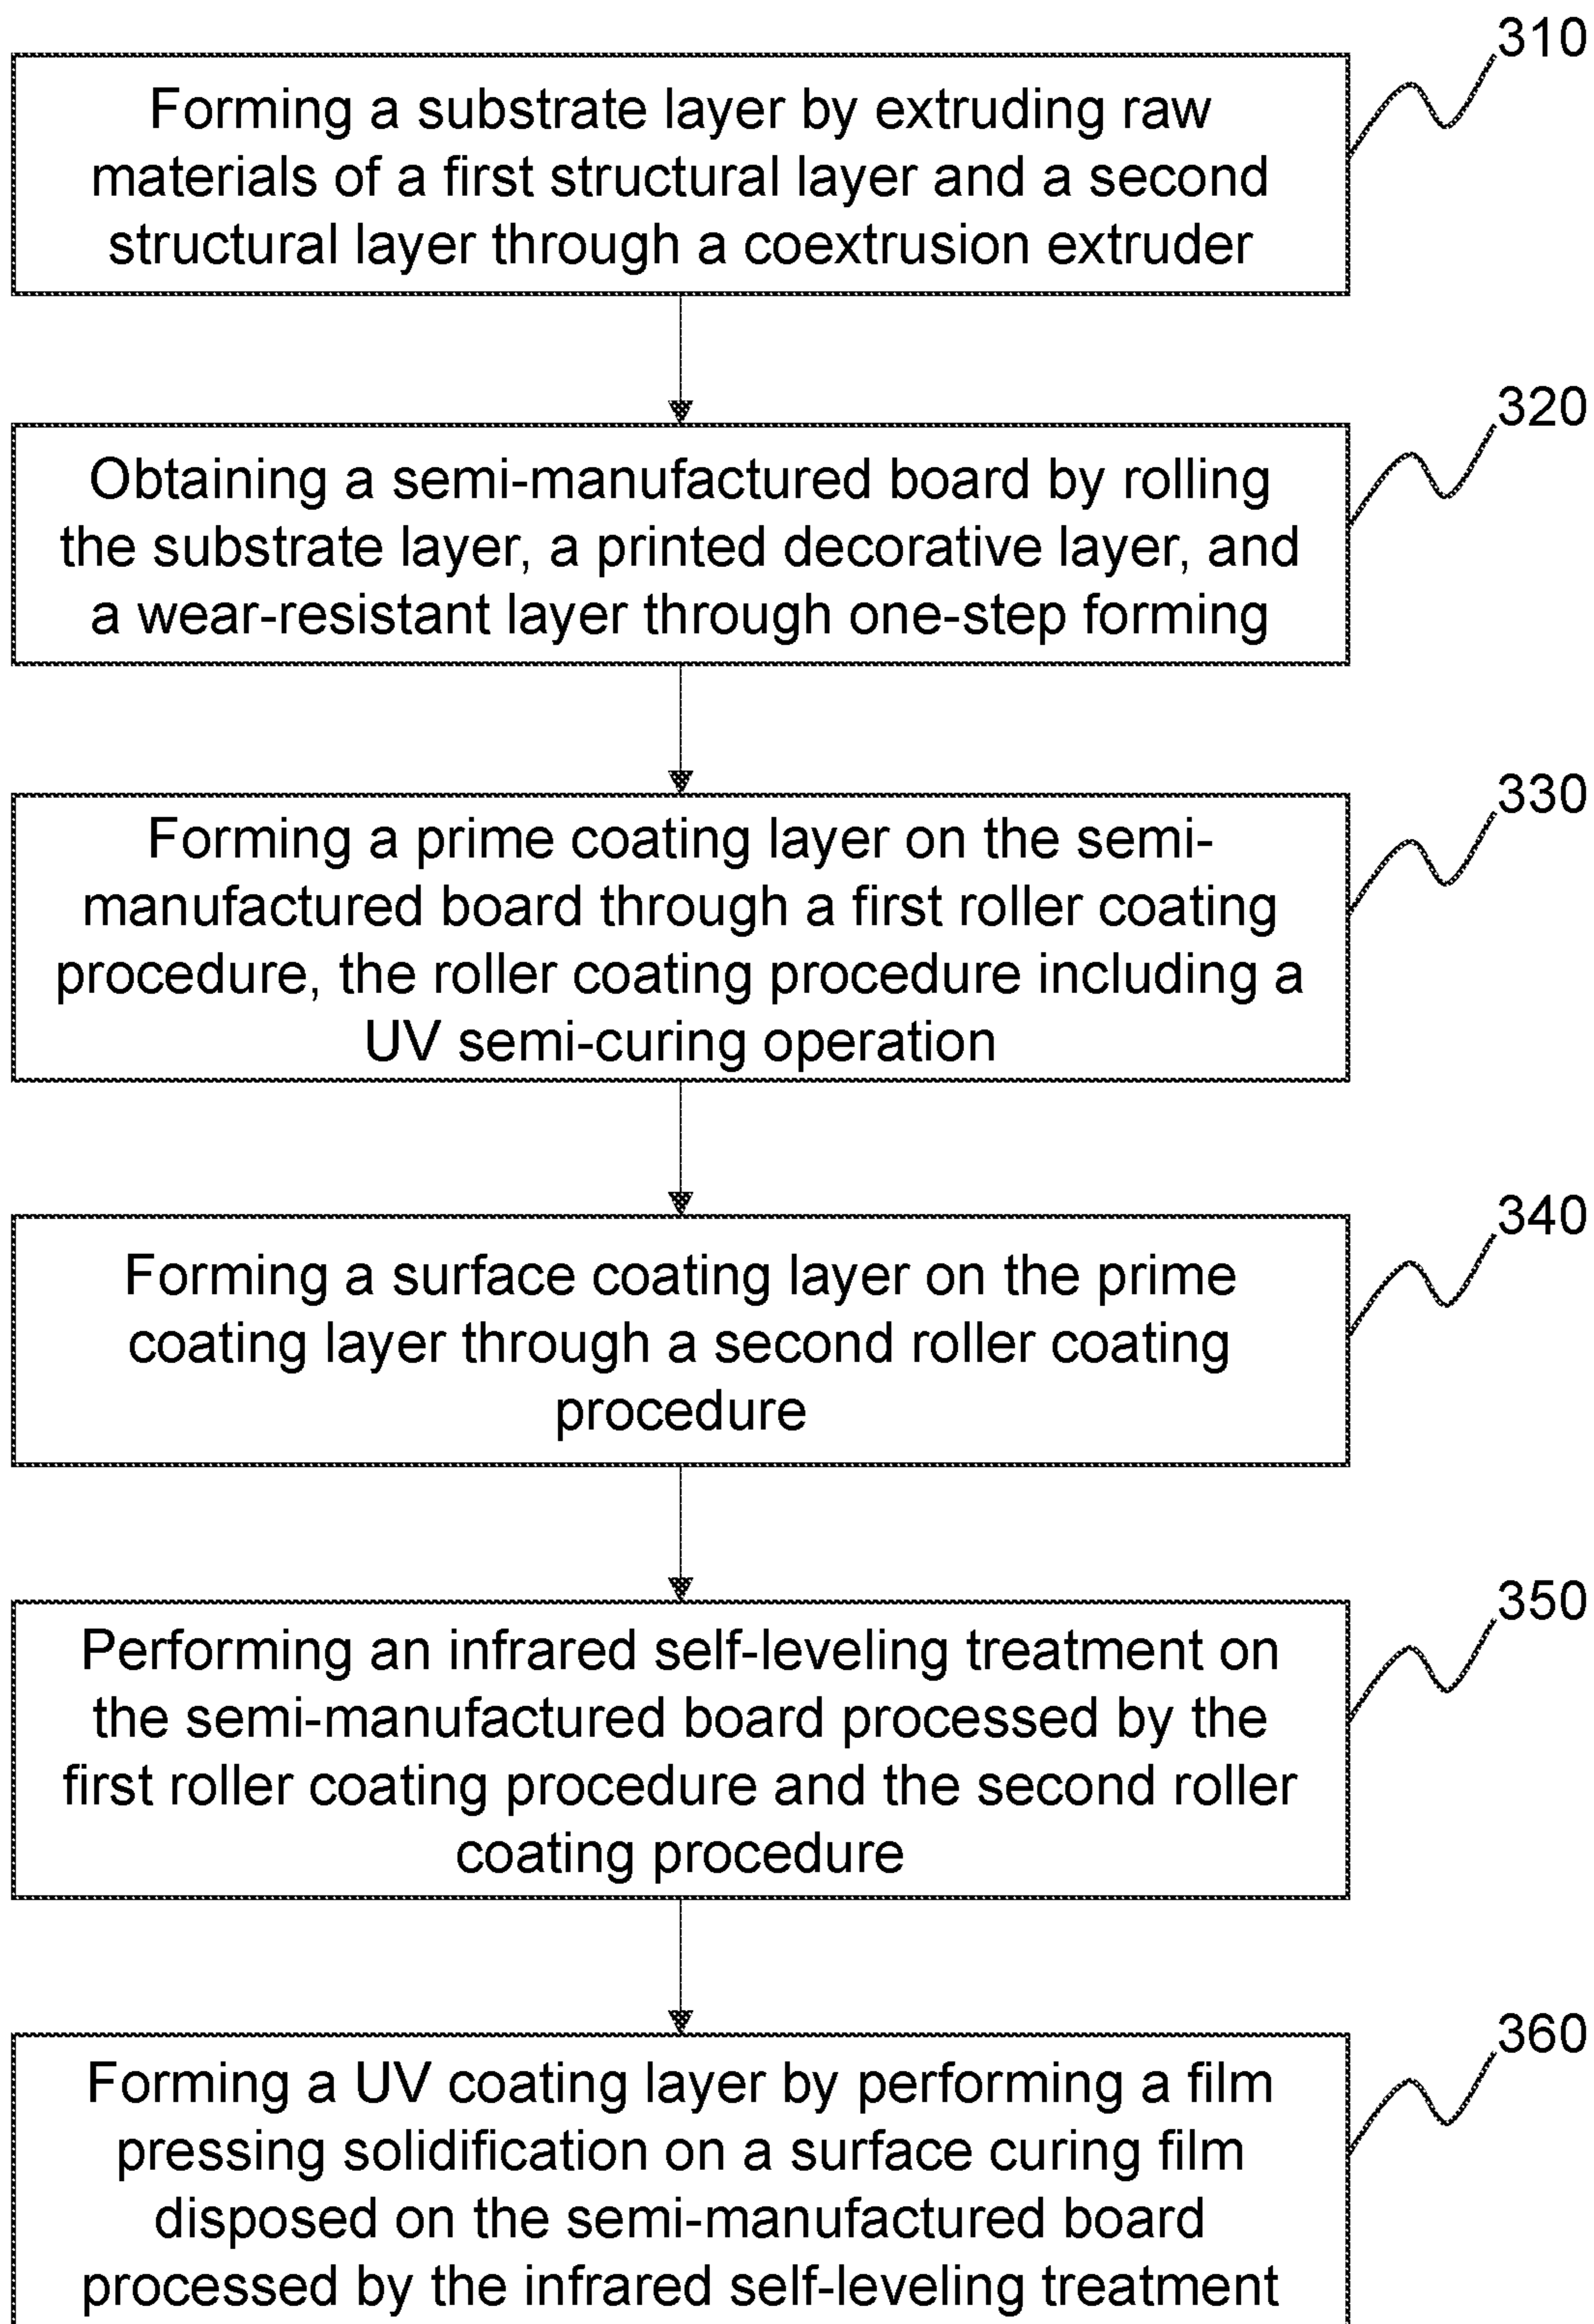 310
Forming a substrate layer by extruding raw
materials of a first structural layer and a second
structural layer through a coextrusion extruder
320
Obtaining a semi-manufactured board by rolling
the substrate layer, a printed decorative layer, and
a wear-resistant layer through one-step forming
330
Forming a prime coating layer on the semi-
manufactured board through a first roller coating
procedure, the roller coating procedure including a
UV semi-curing operation
340
Forming a surface coating layer on the prime
coating layer through a second roller coating
procedure
350
Performing an infrared self-leveling treatment on
the semi-manufactured board processed by the
first roller coating procedure and the second roller
coating procedure
360
Forming a UV coating layer by performing a film
pressing solidification on a surface curing film
disposed on the semi-manufactured board
processed by the infrared self-leveling treatment